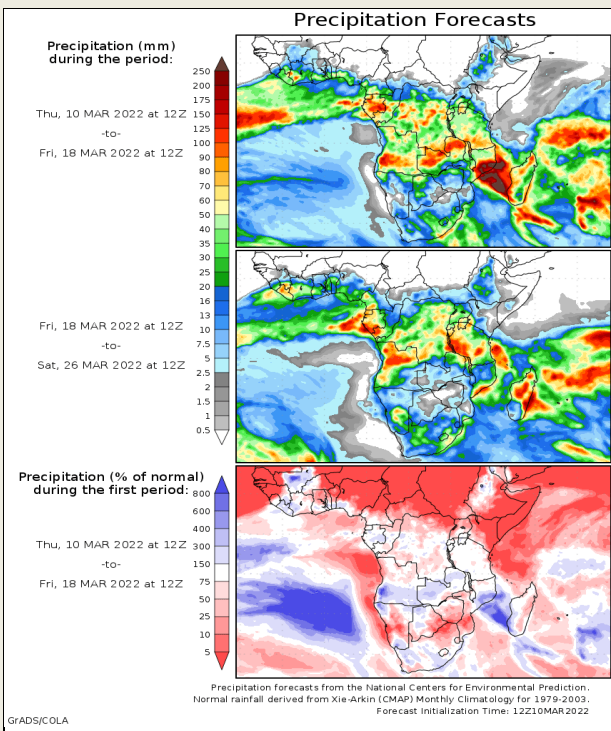 Precipitation Forecasts
Precipitation (mm)
during the period:
Thu, 10 MAR 2022 at 12Z
-to-
Fri, 18 MAR 2022 at 12Z
250
200
175
150
125
100
90
80
70
60
50
40
35
30
25
20
16
13
10
7.5
5
2.5
2
1.5
1
0.5
Fri, 18 MAR 2022 at 12Z
-to-
Sat, 26 MAR 2022 at 12Z
Precipitation (% of normal)
during the first period:
Thu, 10 MAR 2022 at 12Z
-to-
Fri, 18 MAR 2022 at 12Z
800
600
400
300
150
75
50
25
10
5
Precipitation forecasts from the National Centers for Environmental Prediction.
Normal rainfall derived from Xie-Arkin (CMAP) Monthly Climatology for 1979-2003.
Forecast Initialization Time: 12Z10MAR2022
GrADS/COLA